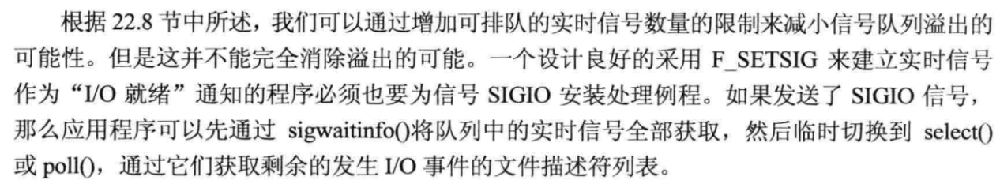 根据 22.8 节中所述，我们可以通过增加可排队的实时信号数量的限制来减小信号队列溢出的
可能性。但是这并不能完全消除溢出的可能。一个设计良好的采用 F_SETSIG 来建立实时信号
作为“I/O 就绪”通知的程序必须也要为信号 SIGIO 安装处理例程。如果发送了 SIGIO 信号，
那么应用程序可以先通过 sigwaitinfo()将队列中的实时信号全部获取，然后临时切换到 select()
或 poll()，通过它们获取剩余的发生 I/O 事件的文件描述符列表。